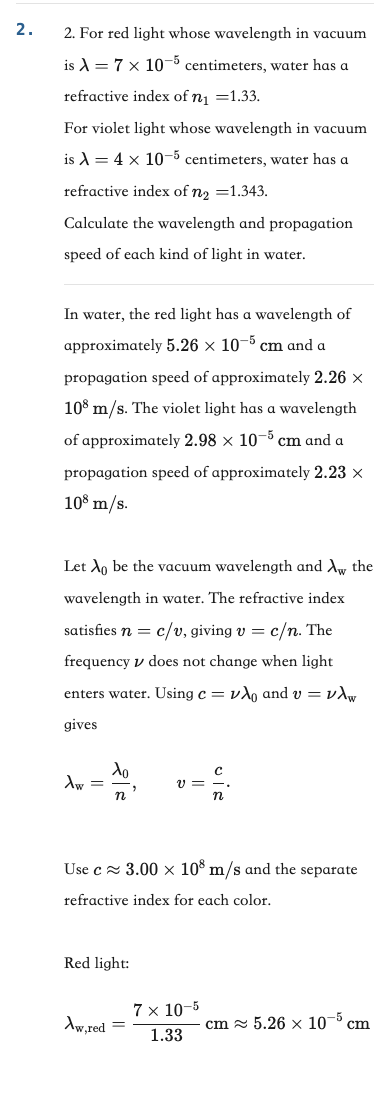 2. 2. For red light whose wavelength in vacuum
is λ = 7 × 10⁻⁵ centimeters, water has a
refractive index of n₁ =1.33.
For violet light whose wavelength in vacuum
is λ = 4 × 10⁻⁵ centimeters, water has a
refractive index of n₂ =1.343.
Calculate the wavelength and propagation
speed of each kind of light in water.
In water, the red light has a wavelength of
approximately 5.26 × 10⁻⁵ cm and a
propagation speed of approximately 2.26 ×
10⁸ m/s. The violet light has a wavelength
of approximately 2.98 × 10⁻⁵ cm and a
propagation speed of approximately 2.23 ×
10⁸ m/s.
Let λ₀ be the vacuum wavelength and λ_w the
wavelength in water. The refractive index
satisfies n = c/v, giving v = c/n. The
frequency ν does not change when light
enters water. Using c = νλ₀ and v = νλ_w
gives
λ_w = λ₀/n, v = c/n.
Use c ≈ 3.00 × 10⁸ m/s and the separate
refractive index for each color.
Red light:
λ_w,red = 7 × 10⁻⁵/1.33 cm ≈ 5.26 × 10⁻⁵ cm